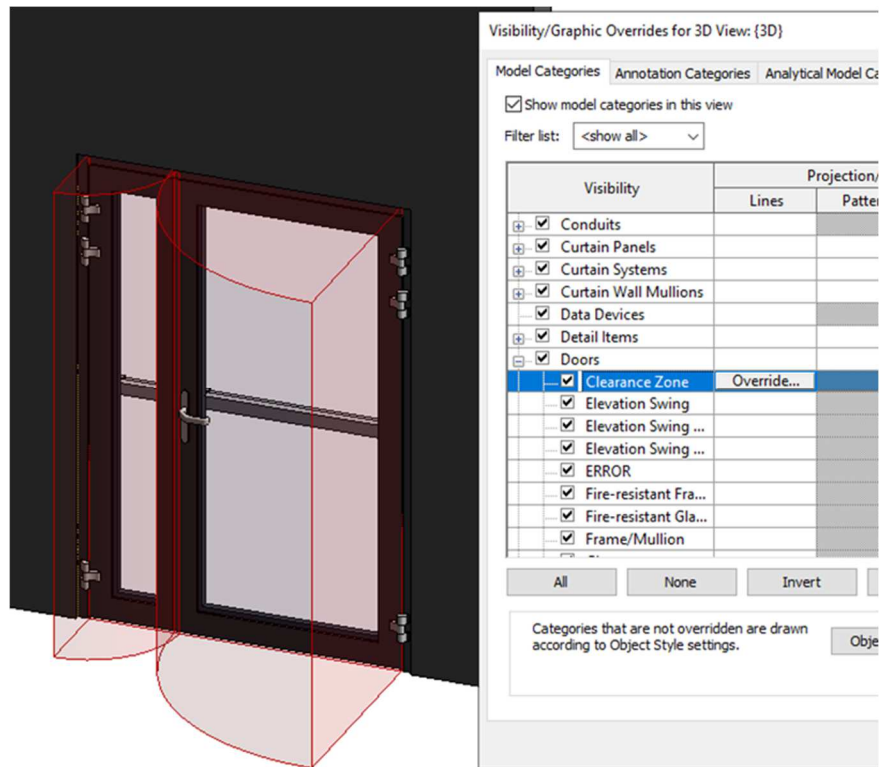 Visibility/Graphic Overrides for 3D View: {3D}
Model Categories Annotation Categories Analytical Model Ca
Show model categories in this view
Filter list: <show all>
Visibility
Projection/
Lines Patter
Conduits
Curtain Panels
Curtain Systems
Curtain Wall Mullions
Data Devices
Detail Items
Doors
Clearance Zone Override...
Elevation Swing
Elevation Swing ...
Elevation Swing ...
ERROR
Fire-resistant Fra...
Fire-resistant Gla...
Frame/Mullion
All None Invert
Categories that are not overridden are drawn
according to Object Style settings.
Obje